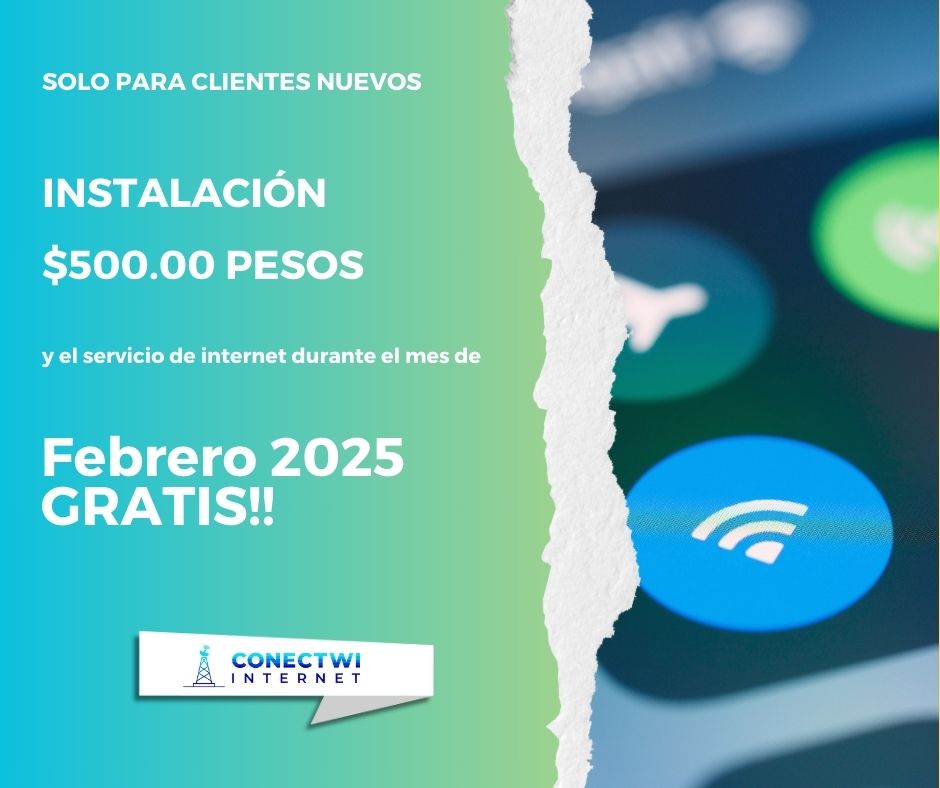 SOLO PARA CLIENTES NUEVOS
INSTALACIÓN
$500.00 PESOS
y el servicio de internet durante el mes de
Febrero 2025
GRATIS!!
CONECTWI
INTERNET